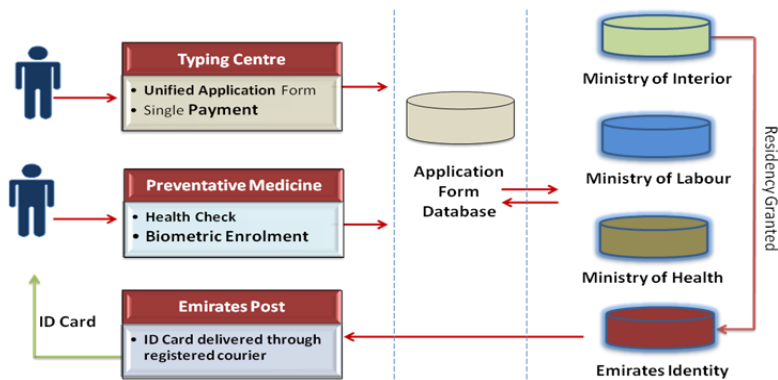 Typing Centre
• Unified Application Form
• Single Payment
Preventative Medicine
• Health Check
• Biometric Enrolment
Emirates Post
• ID Card delivered through
registered courier
ID Card
Application
Form
Database
Ministry of Interior
Ministry of Labour
Ministry of Health
Emirates Identity
Residency Granted